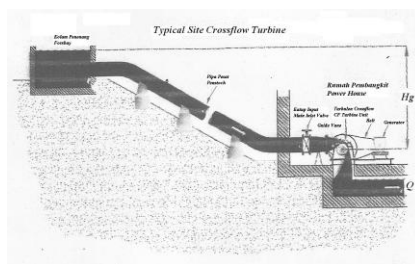 Typical Site Crossflow Turbine
Kolam Penenang
Forebay
Pipa Pesat
Penstock
Rumah Pembangkit
Power House
Katup Input
Main Inlet Valve
Turbular Crossflow
CF Turbine Unit
Guide Vane
Belt
Generator
Hg
Q